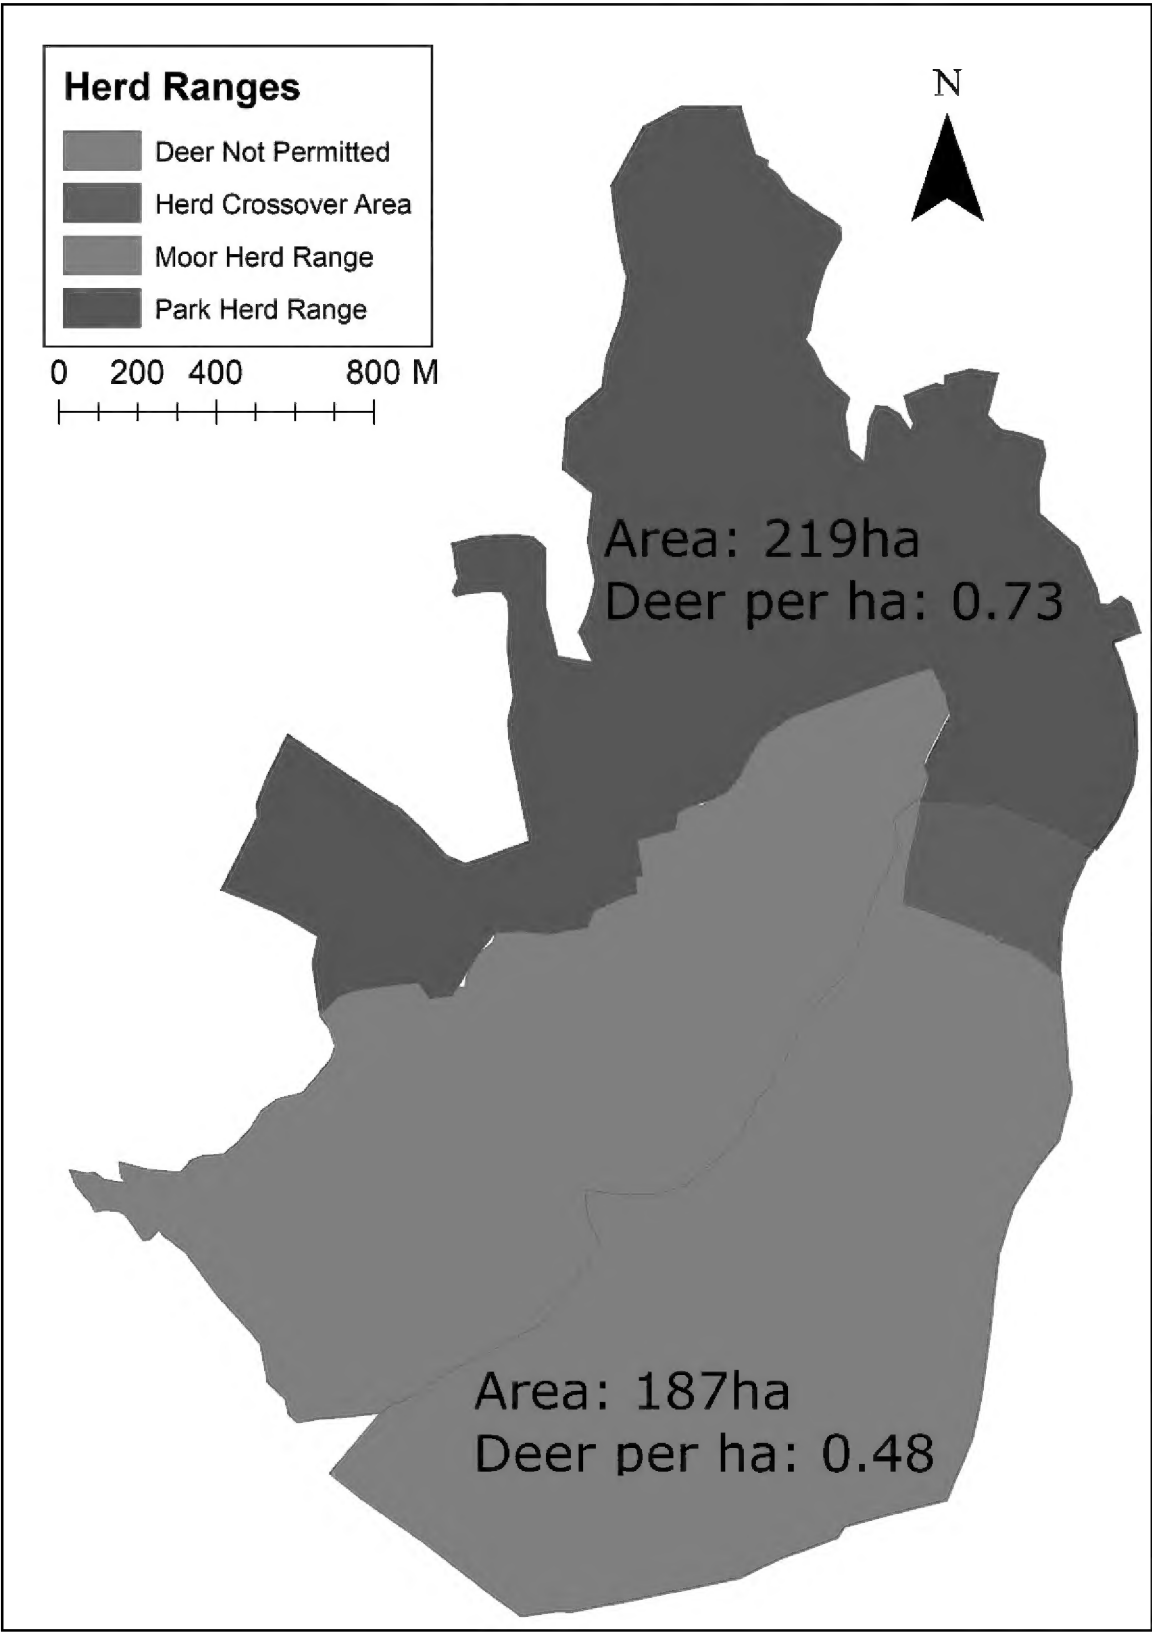 Herd Ranges
Deer Not Permitted
Herd Crossover Area
Moor Herd Range
Park Herd Range
0 200 400 800 M
N
Area: 219ha
Deer per ha: 0.73
Area: 187ha
Deer per ha: 0.48